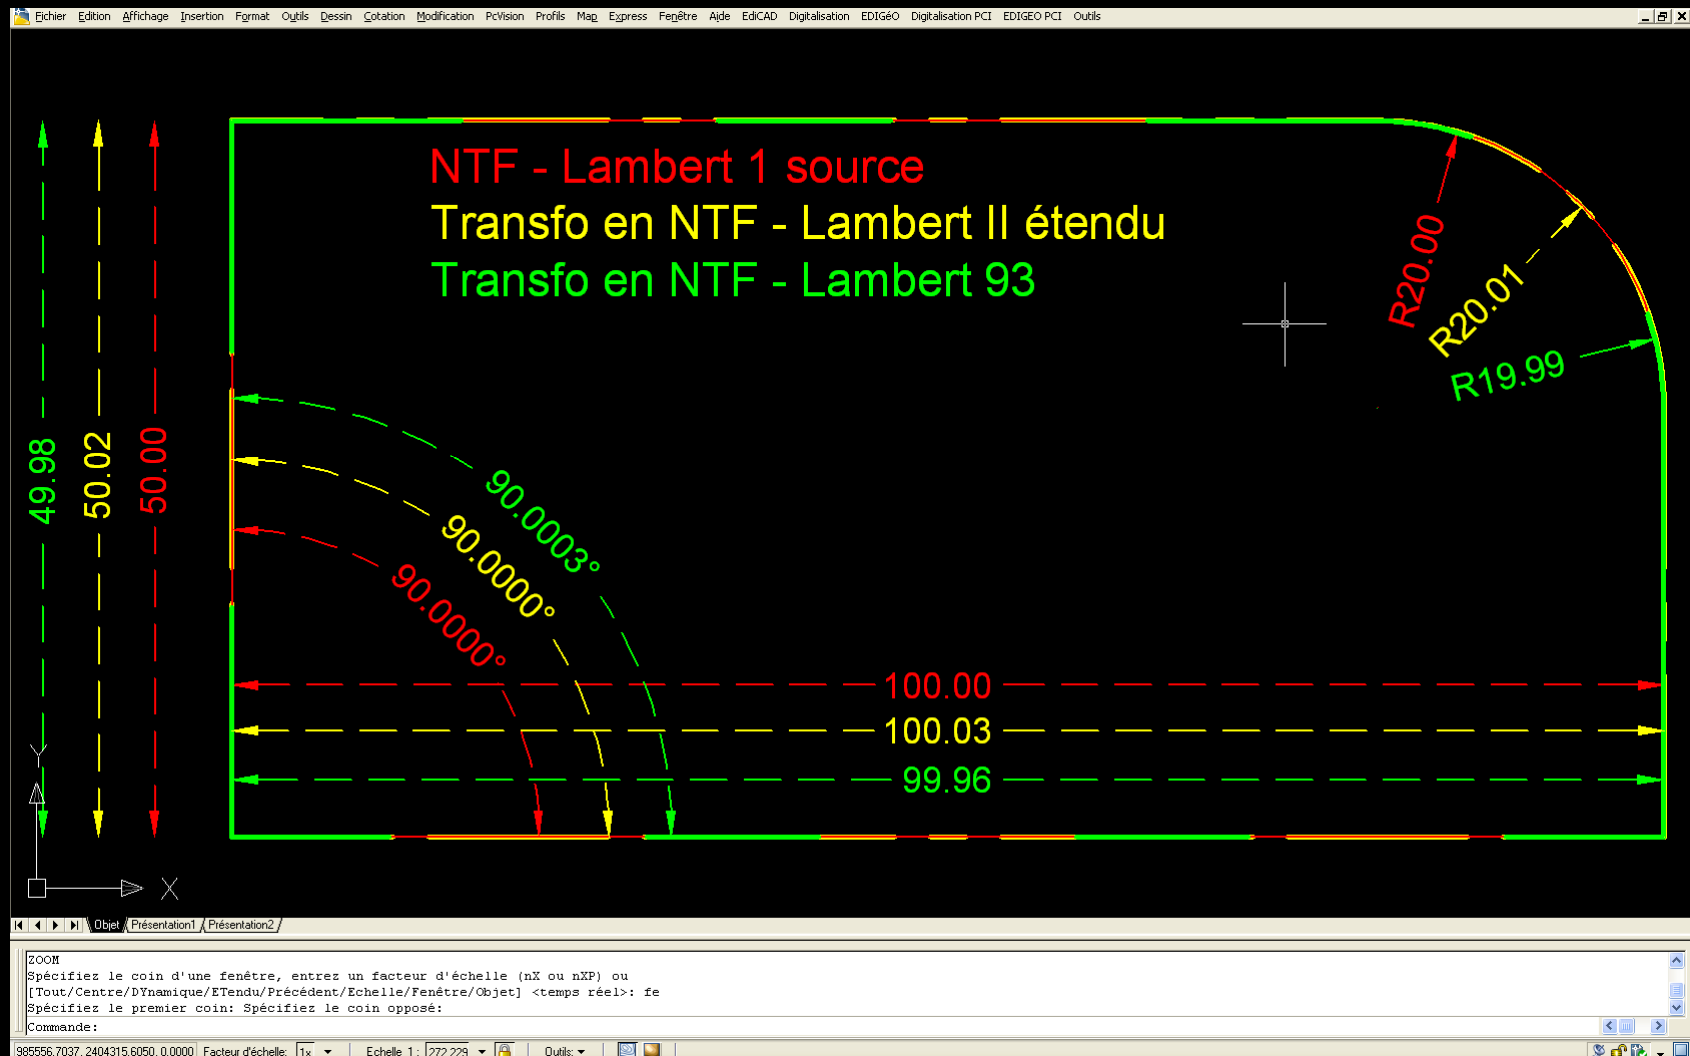 Fichier Edition Affichage Insertion Format Outils Dessin Cotation Modification PcVision Profils Map Express Fenêtre Aide EdiCAD Digitalisation EDIGéO Digitalisation PCI EDIGEO PCI Outils
NTF - Lambert 1 source
Transfo en NTF - Lambert II étendu
Transfo en NTF - Lambert 93
R20.00
R20.01
R19.99
49.98
50.02
50.00
90.0003°
90.0000°
90.0000°
100.00
100.03
99.96
Y
X
Objet Présentation1 Présentation2
ZOOM
Spécifiez le coin d'une fenêtre, entrez un facteur d'échelle (nX ou nXP) ou
[Tout/Centre/DYnamique/ETendu/Précédent/Echelle/Fenêtre/Objet] <temps réel>: fe
Spécifiez le premier coin: Spécifiez le coin opposé:
Commande:
985556.7037, 2404315.6050, 0.0000 Facteur d'échelle: 1x Echelle 1 : 272.229 Outils: